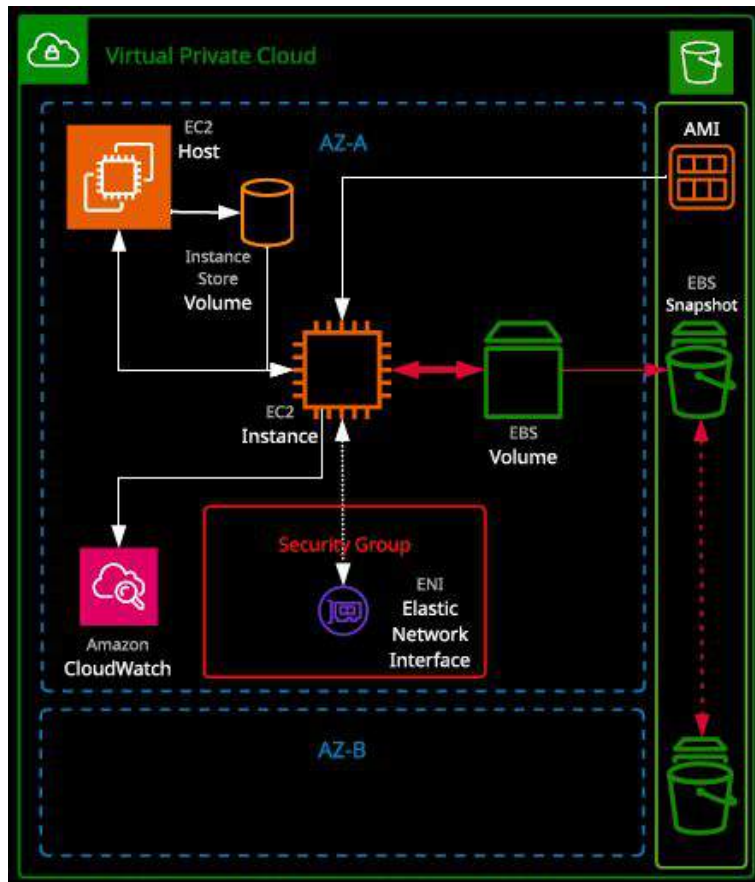 Virtual Private Cloud
AZ-A
EC2
Host
AMI
Instance
Store
Volume
EBS
Snapshot
EC2
Instance
EBS
Volume
Security Group
ENI
Elastic
Network
Interface
Amazon
CloudWatch
AZ-B